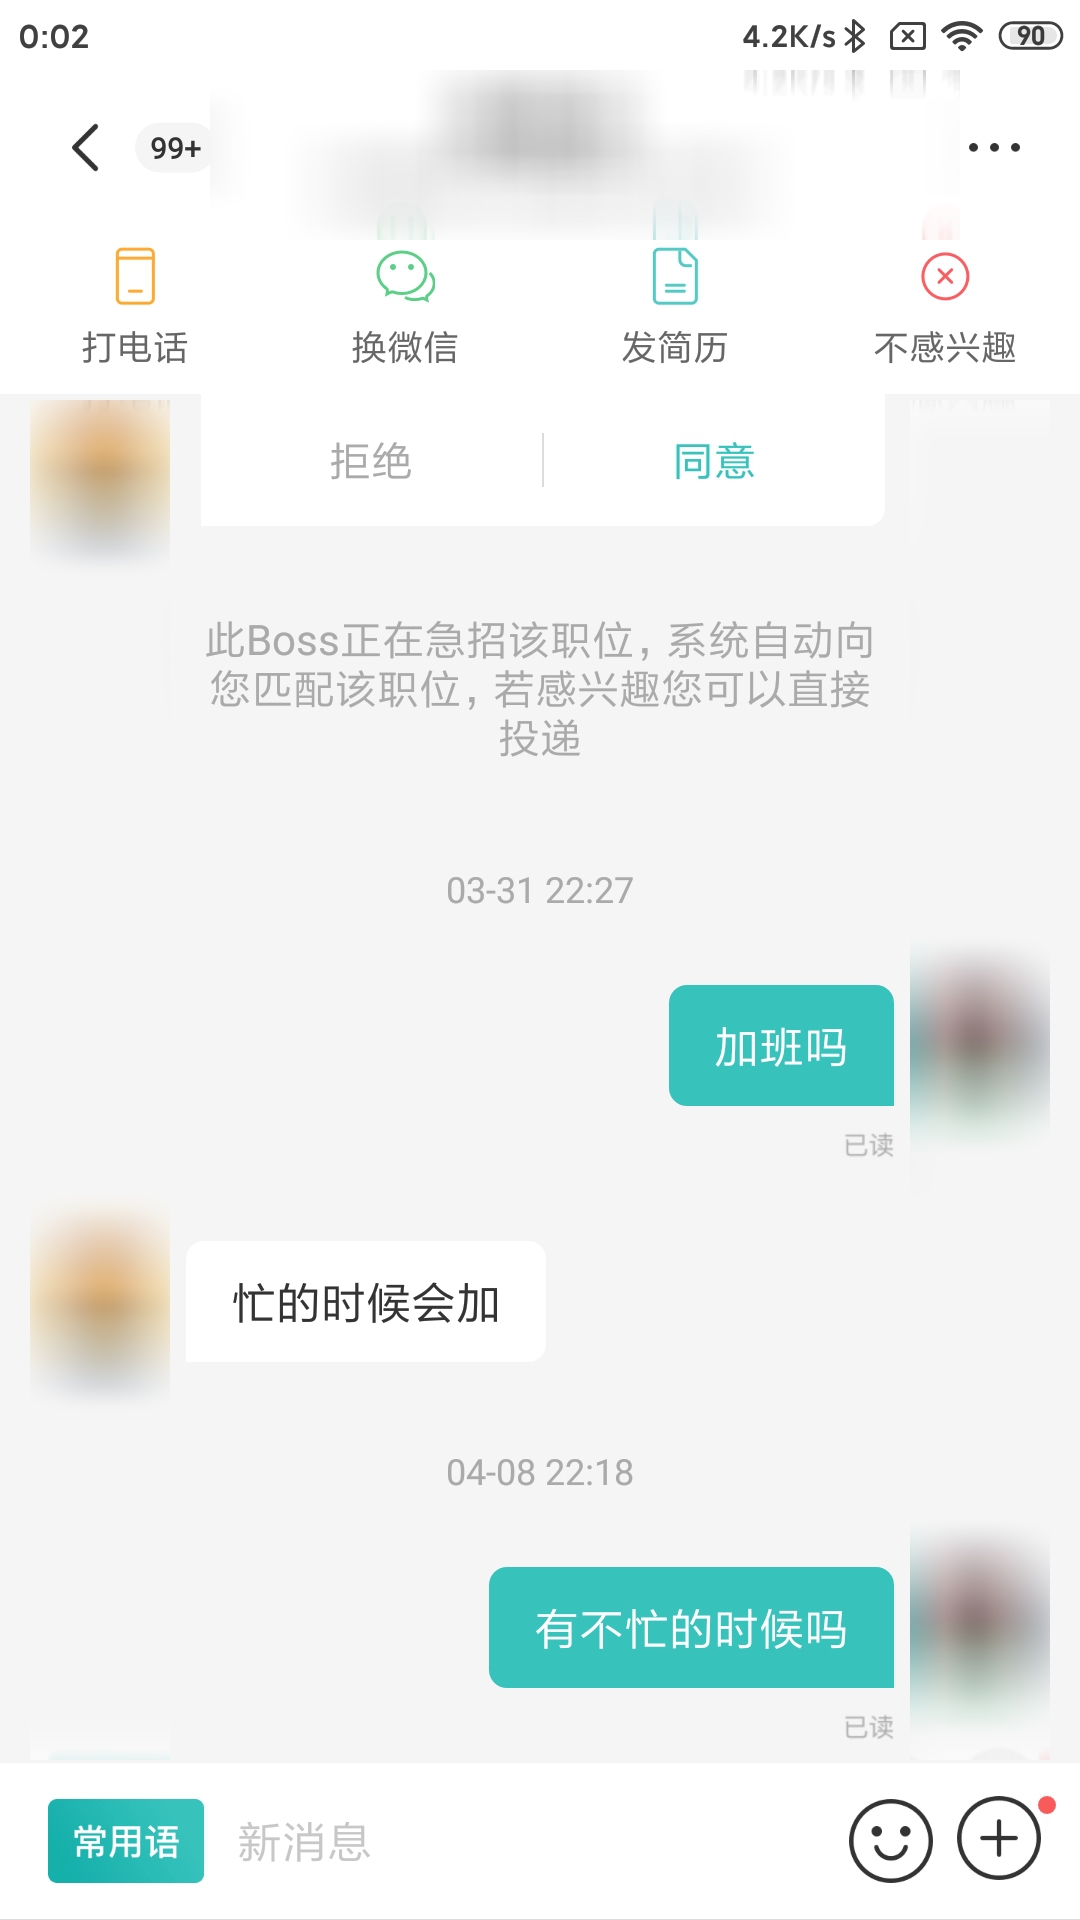 0:02
4.2K/s
90
99+
打电话
换微信
发简历
不感兴趣
拒绝
同意
此Boss正在急招该职位，系统自动向
您匹配该职位，若感兴趣您可以直接
投递
03-31 22:27
加班吗
已读
忙的时候会加
04-08 22:18
有不忙的时候吗
已读
常用语
新消息